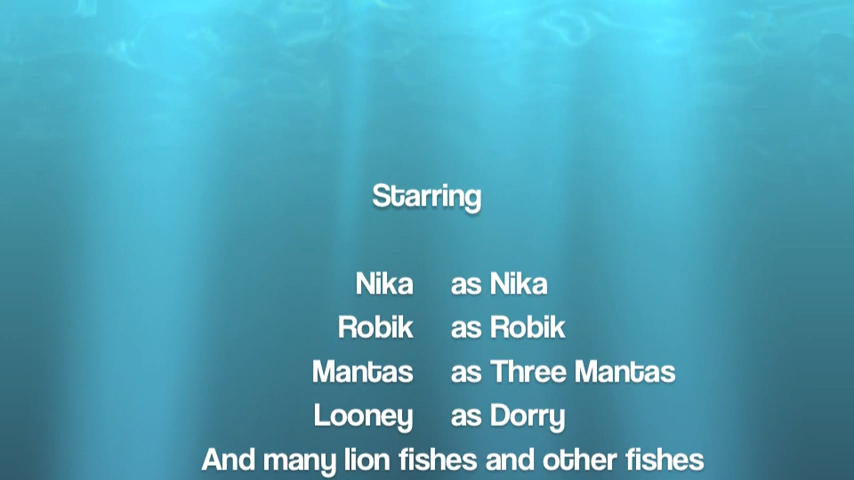 Starring
Nika as Nika
Robik as Robik
Mantas as Three Mantas
Looney as Dorry
And many lion fishes and other fishes